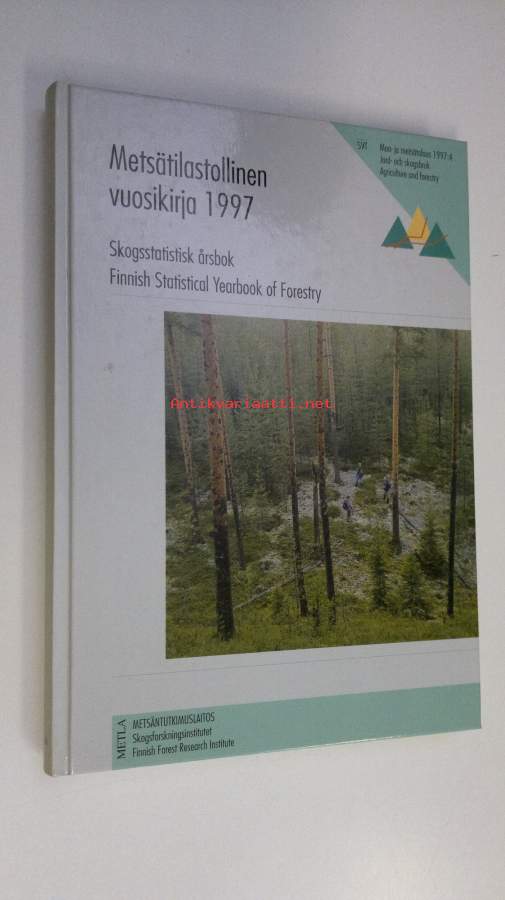 SVT
Maa- ja metsätalous 1997:4
Jord- och skogsbruk
Agriculture and forestry
Metsätilastollinen
vuosikirja 1997
Skogsstatistisk årsbok
Finnish Statistical Yearbook of Forestry
Antikvariaatti.net
METLA
METSÄNTUTKIMUSLAITOS
Skogsforskningsinstitutet
Finnish Forest Research Institute